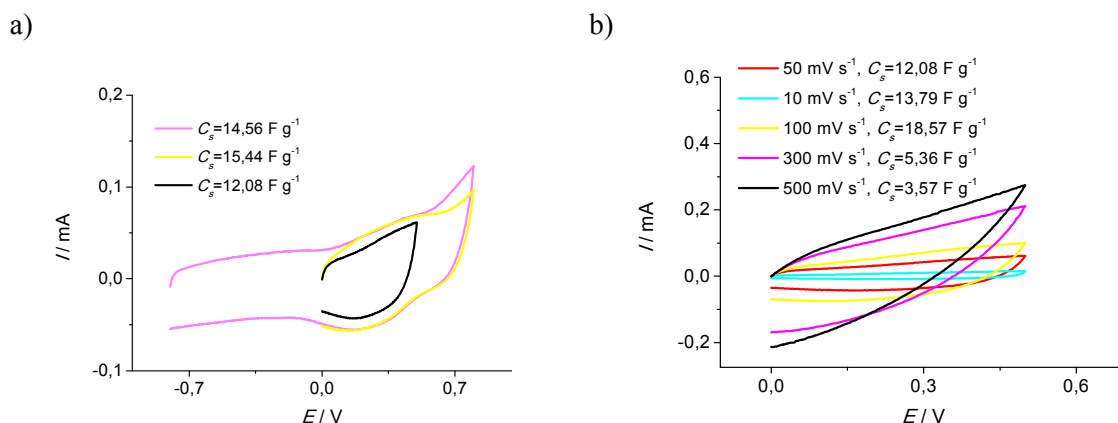 a)
0,2
0,1
0,0
-0,1
I / mA
C_s=14,56 F g⁻¹
C_s=15,44 F g⁻¹
C_s=12,08 F g⁻¹
-0,7
0,0
0,7
E / V
b)
0,6
0,4
0,2
0,0
-0,2
I / mA
50 mV s⁻¹, C_s=12,08 F g⁻¹
10 mV s⁻¹, C_s=13,79 F g⁻¹
100 mV s⁻¹, C_s=18,57 F g⁻¹
300 mV s⁻¹, C_s=5,36 F g⁻¹
500 mV s⁻¹, C_s=3,57 F g⁻¹
0,0
0,3
0,6
E / V